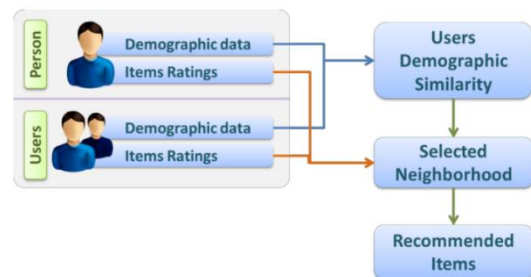 Person
Demographic data
Items Ratings
Users
Demographic data
Items Ratings
Users
Demographic
Similarity
Selected
Neighborhood
Recommended
Items